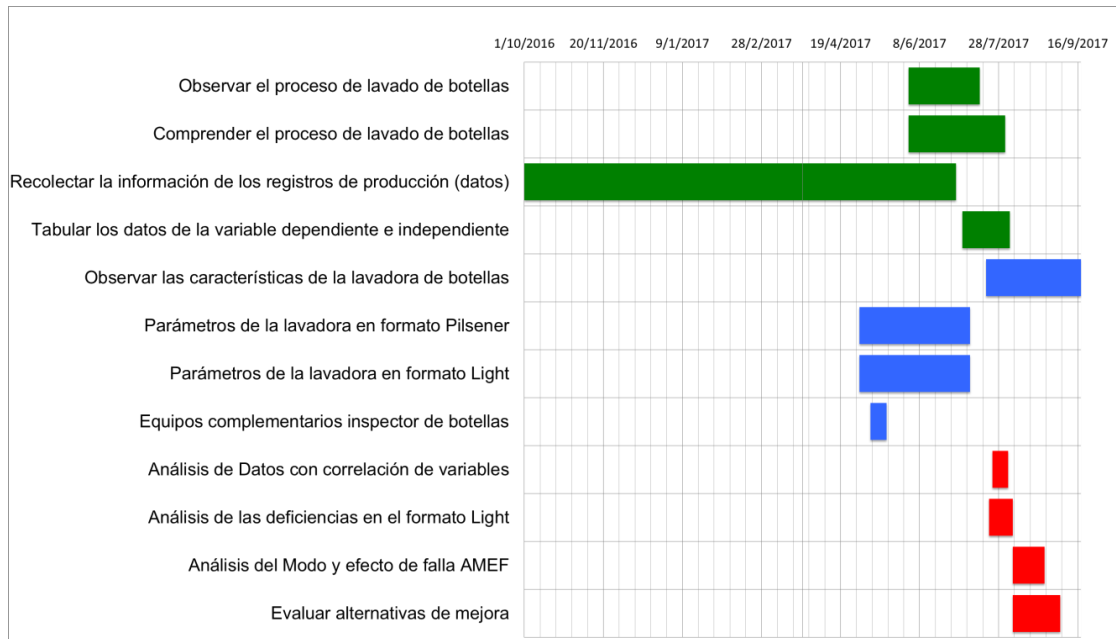 1/10/2016 20/11/2016 9/1/2017 28/2/2017 19/4/2017 8/6/2017 28/7/2017 16/9/2017
Observar el proceso de lavado de botellas
Comprender el proceso de lavado de botellas
Recolectar la información de los registros de producción (datos)
Tabular los datos de la variable dependiente e independiente
Observar las características de la lavadora de botellas
Parámetros de la lavadora en formato Pilsener
Parámetros de la lavadora en formato Light
Equipos complementarios inspector de botellas
Análisis de Datos con correlación de variables
Análisis de las deficiencias en el formato Light
Análisis del Modo y efecto de falla AMEF
Evaluar alternativas de mejora